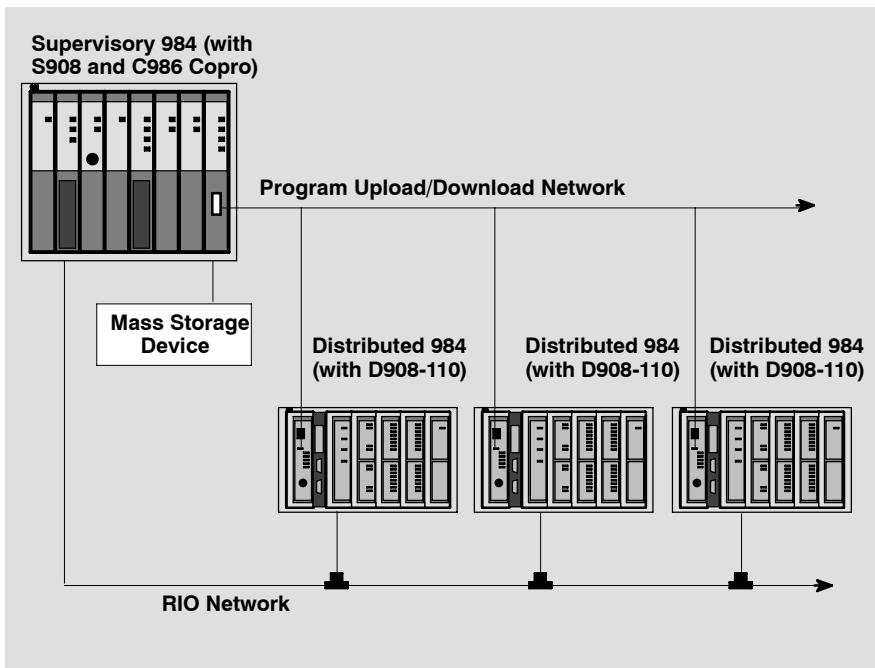 Supervisory 984 (with
S908 and C986 Copro)
Program Upload/Download Network
Mass Storage
Device
Distributed 984
(with D908-110)
Distributed 984
(with D908-110)
Distributed 984
(with D908-110)
RIO Network